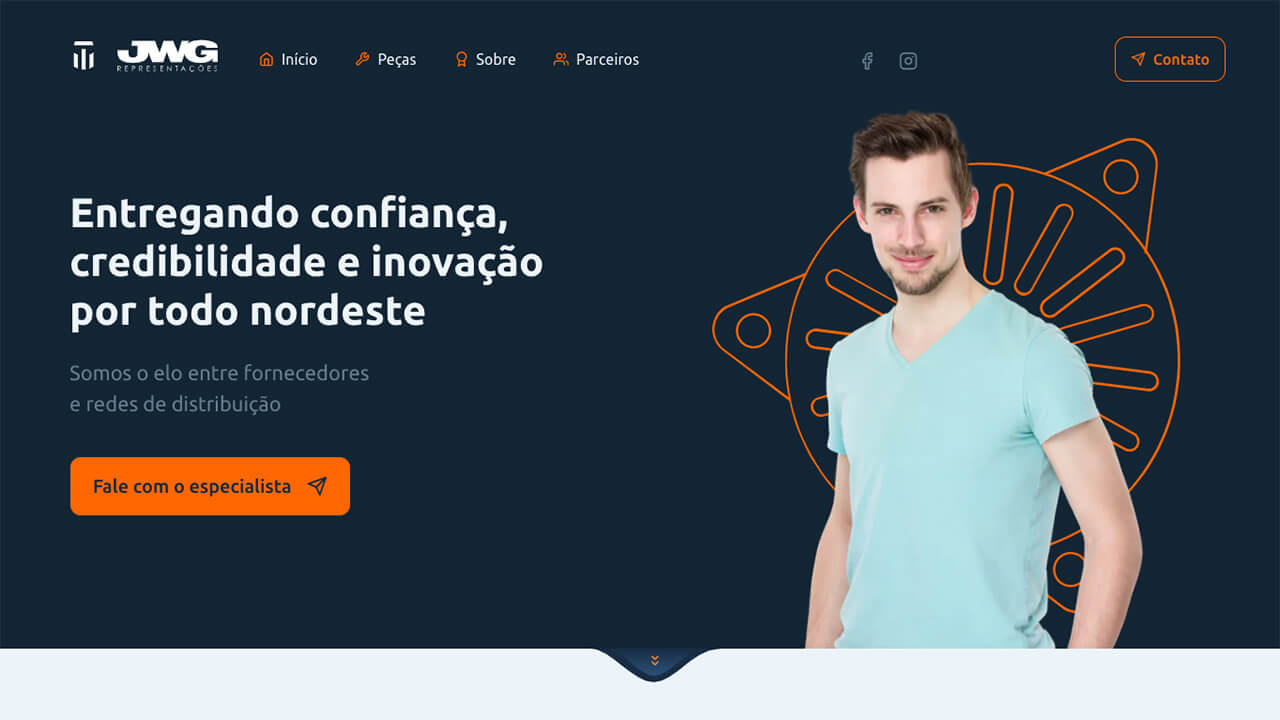 JWG
REPRESENTAÇÕES
Início
Peças
Sobre
Parceiros
Contato
Entregando confiança,
credibilidade e inovação
por todo nordeste
Somos o elo entre fornecedores
e redes de distribuição
Fale com o especialista